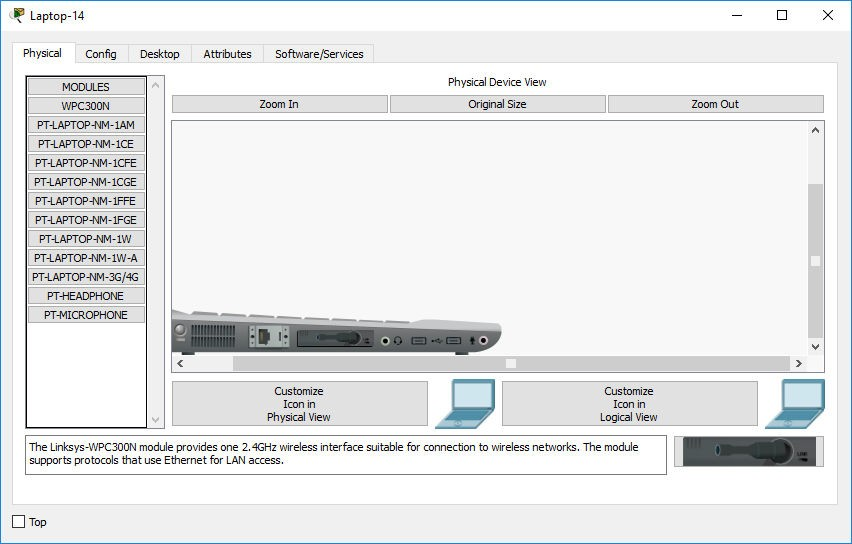 Laptop-14
Physical Config Desktop Attributes Software/Services
MODULES
WPC300N
PT-LAPTOP-NM-1AM
PT-LAPTOP-NM-1CE
PT-LAPTOP-NM-1CFE
PT-LAPTOP-NM-1CGE
PT-LAPTOP-NM-1FFE
PT-LAPTOP-NM-1FGE
PT-LAPTOP-NM-1W
PT-LAPTOP-NM-1W-A
PT-LAPTOP-NM-3G/4G
PT-HEADPHONE
PT-MICROPHONE
Physical Device View
Zoom In Original Size Zoom Out
Customize
Icon in
Physical View
Customize
Icon in
Logical View
The Linksys-WPC300N module provides one 2.4GHz wireless interface suitable for connection to wireless networks. The module
supports protocols that use Ethernet for LAN access.
LINK
Top